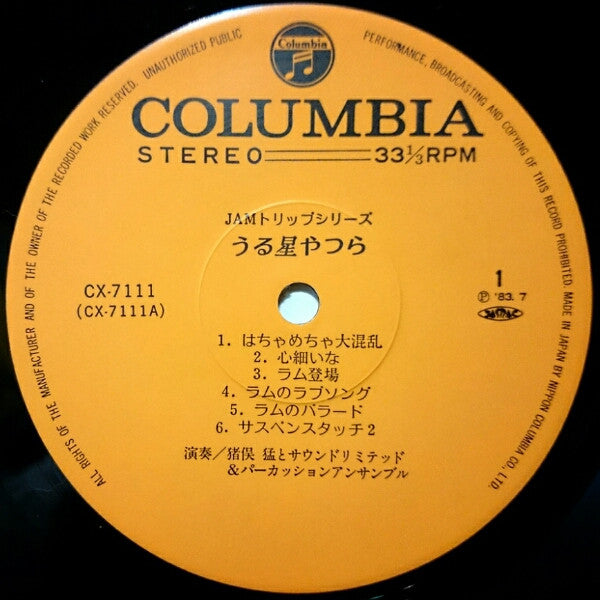 ALL RIGHTS OF THE MANUFACTURER AND OF THE OWNER OF THE RECORDED WORK RESERVED. UNAUTHORIZED PUBLIC PERFORMANCE, BROADCASTING AND COPYING OF THIS RECORD PROHIBITED. MADE IN JAPAN BY NIPPON COLUMBIA CO., LTD.
Columbia
COLUMBIA
STEREO 33⅓RPM
JAMトリップシリーズ
うる星やつら
CX-7111
(CX-7111A)
1
Ⓟ '83. 7
1. はちゃめちゃ大混乱
2. 心細いな
3. ラム登場
4. ラムのラブソング
5. ラムのバラード
6. サスペンスタッチ2
演奏／猪俣 猛とサウンドリミテッド
&パーカッションアンサンブル